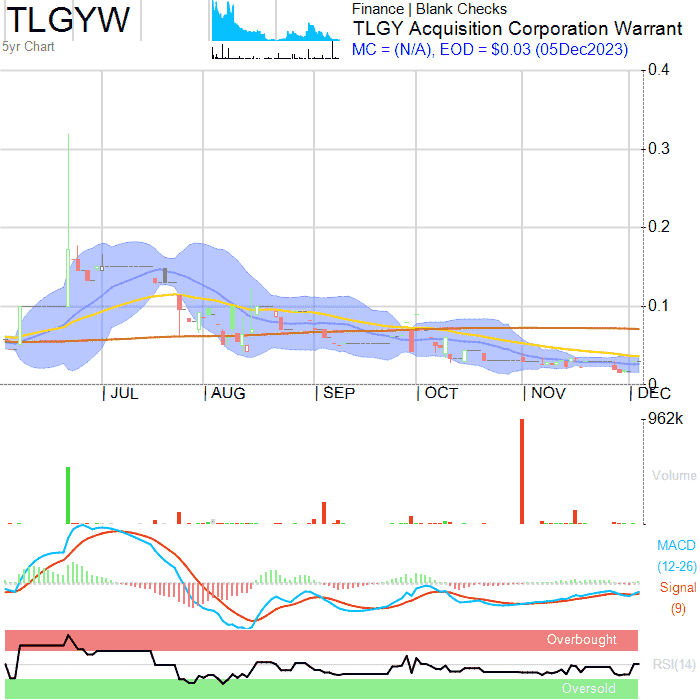 TLGYW
5yr Chart
Finance | Blank Checks
TLGY Acquisition Corporation Warrant
MC = (N/A), EOD = $0.03 (05Dec2023)
0.4
0.3
0.2
0.1
0
JUL
AUG
SEP
OCT
NOV
DEC
962k
Volume
MACD
(12-26)
Signal
(9)
Overbought
RSI(14)
Oversold